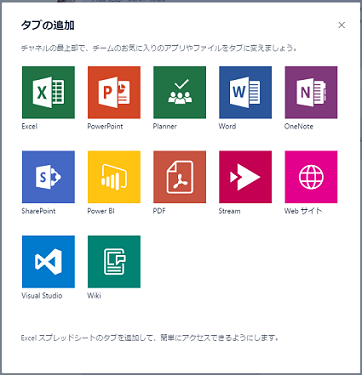 タブの追加
チャネルの最上部で、チームのお気に入りのアプリやファイルをタブに変えましょう。
Excel PowerPoint Planner Word OneNote
SharePoint Power BI PDF Stream Web サイト
Visual Studio Wiki
Excel スプレッドシートのタブを追加して、簡単にアクセスできるようにします。